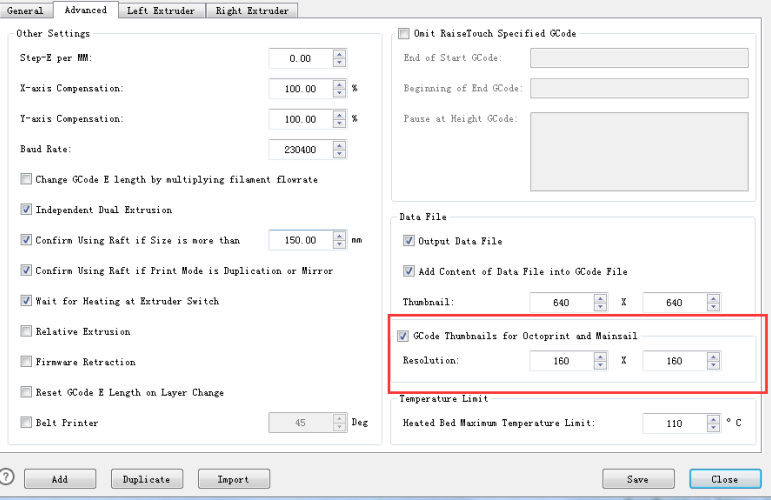 General Advanced Left Extruder Right Extruder
Other Settings
Step-E per MM: 0.00
X-axis Compensation: 100.00 %
Y-axis Compensation: 100.00 %
Baud Rate: 230400
Change GCode E length by multiplying filament flowrate
Independent Dual Extrusion
Confirm Using Raft if Size is more than 150.00 mm
Confirm Using Raft if Print Mode is Duplication or Mirror
Wait for Heating at Extruder Switch
Relative Extrusion
Firmware Retraction
Reset GCode E Length on Layer Change
Belt Printer 45 Deg
Omit RaiseTouch Specified GCode
End of Start GCode:
Beginning of End GCode:
Pause at Height GCode:
Data File
Output Data File
Add Content of Data File into GCode File
Thumbnail: 640 X 640
GCode Thumbnails for Octoprint and Mainsail
Resolution: 160 X 160
Temperature Limit
Heated Bed Maximum Temperature Limit: 110 ° C
? Add Duplicate Import Save Close